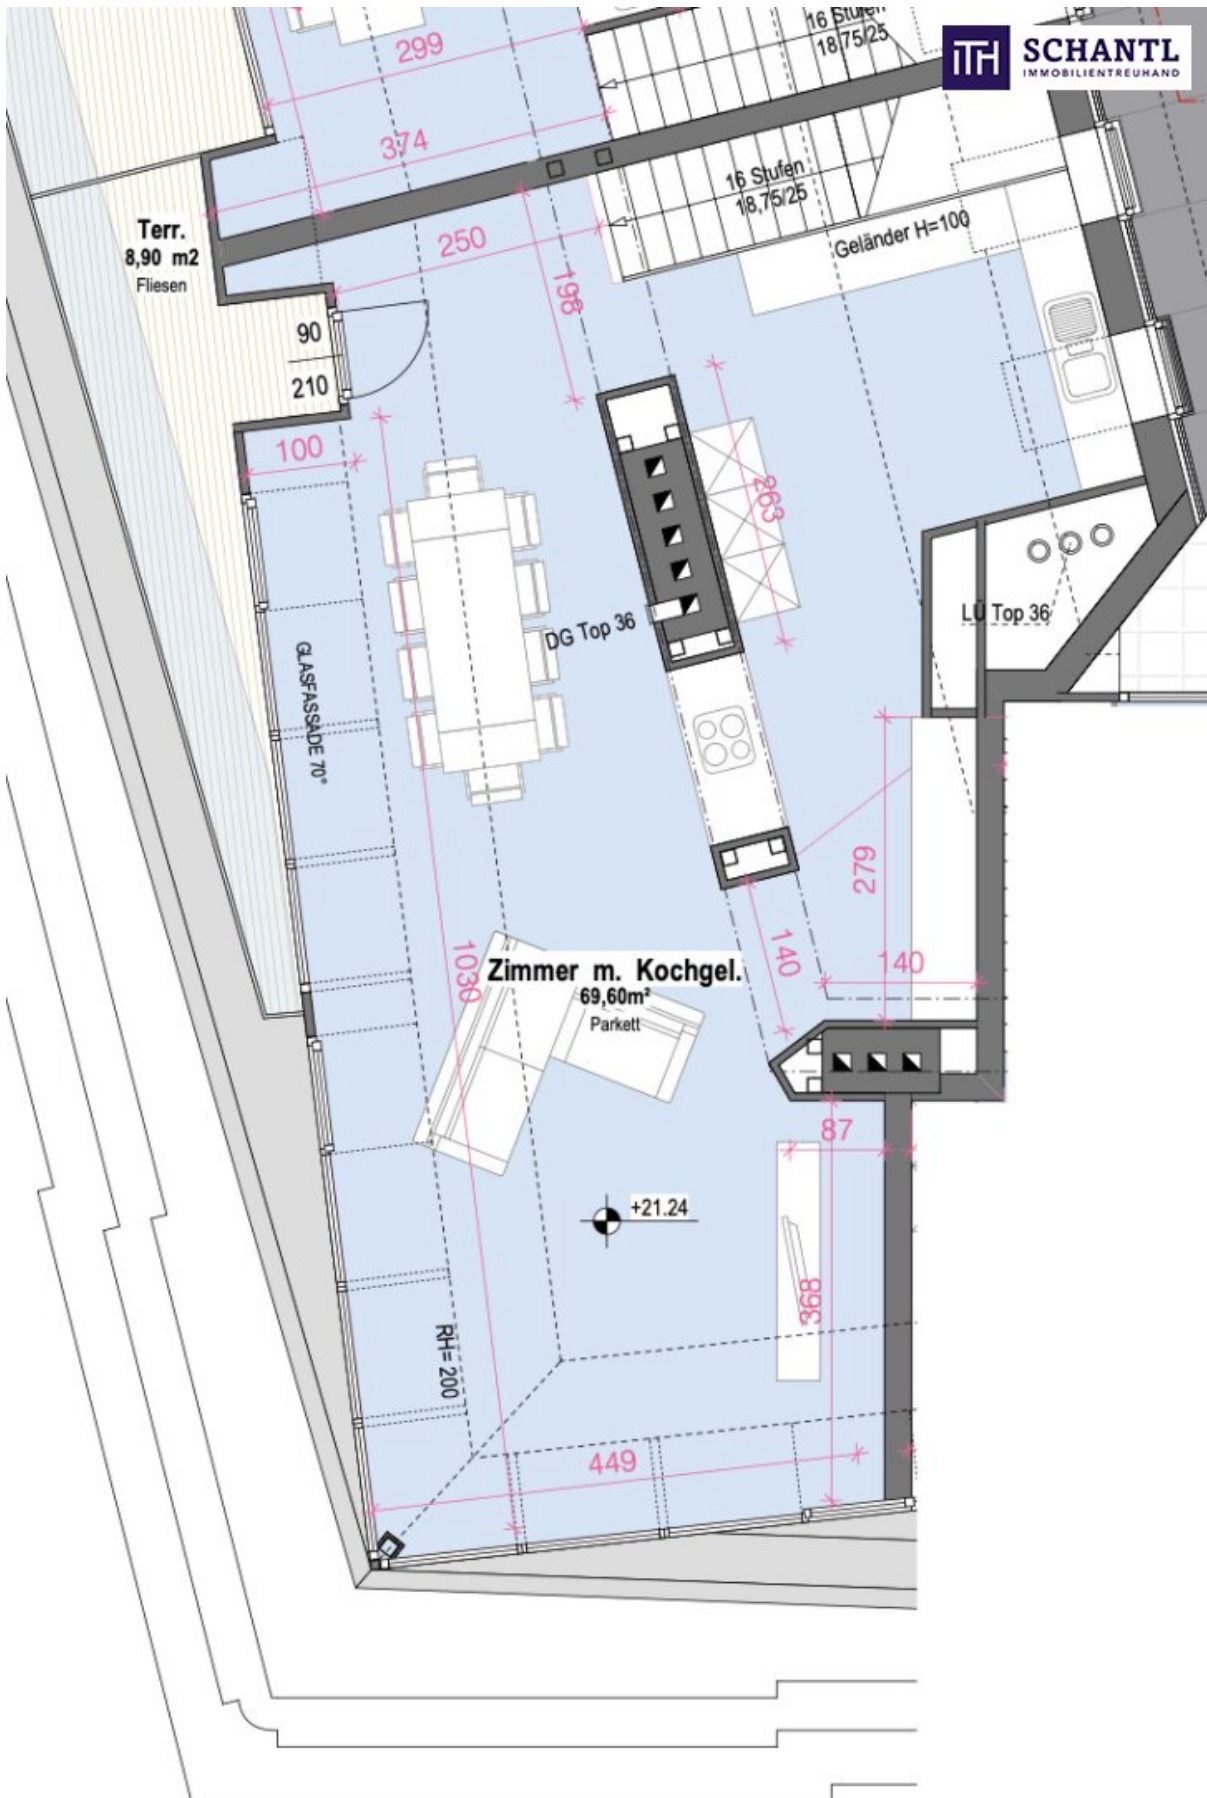 SCHANTL
IMMOBILIENTREUHAND
16 Stufen
18,75/25
299
374
16 Stufen
18,75/25
Terr.
8,90 m2
Fliesen
250
Geländer H=100
198
90
210
100
263
DG Top 36
LÜ Top 36
GLASFASSADE 70°
279
1030
140
140
Zimmer m. Kochgel.
69,60m²
Parkett
87
+21.24
368
RH= 200
449